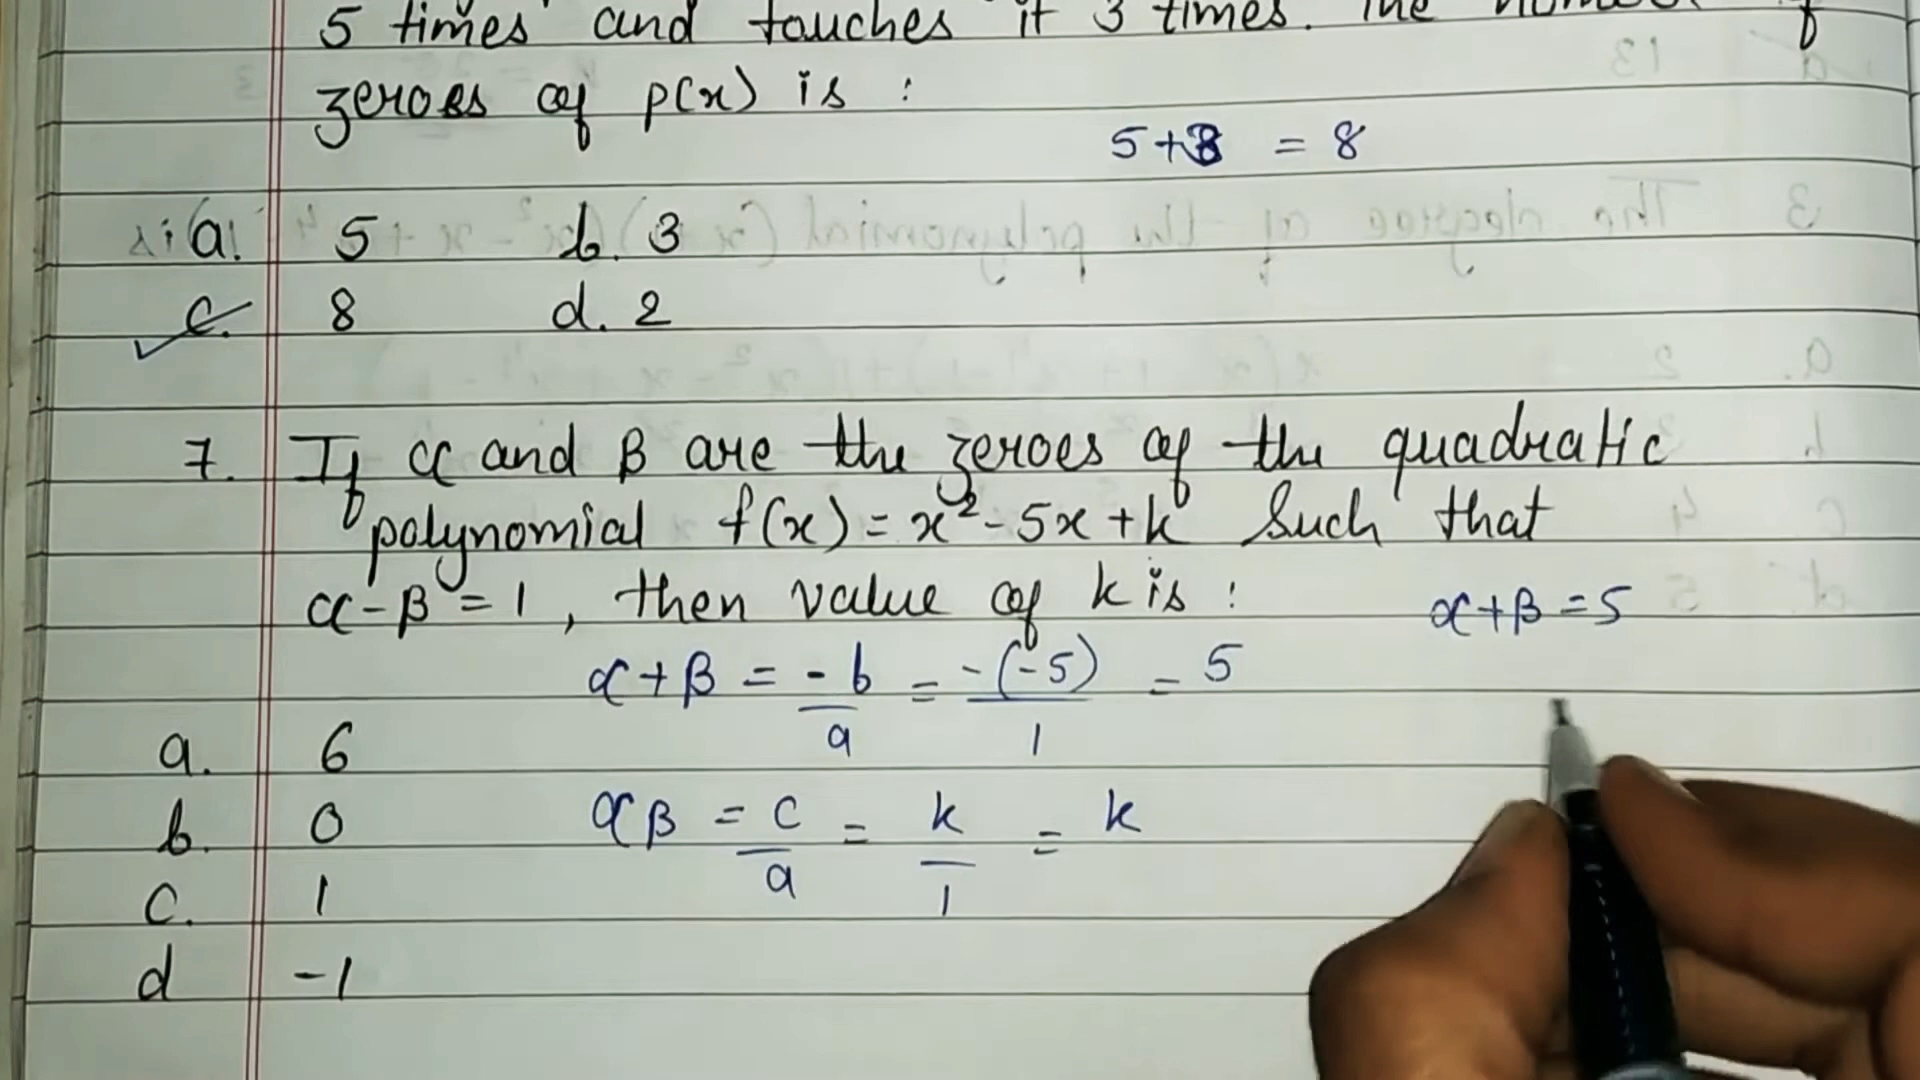 5 times and touches it 3 times. The number of
zeroes of p(x) is :
5+3 = 8
a. 5 b. 3
c. 8 d. 2
7. If α and β are the zeroes of the quadratic
polynomial f(x) = x² - 5x + k Such that
α - β = 1, then value of k is :
α + β = 5
α + β = -b/a = -(-5)/1 = 5
a. 6
αβ = c/a = k/1 = k
b. 0
c. 1
d -1